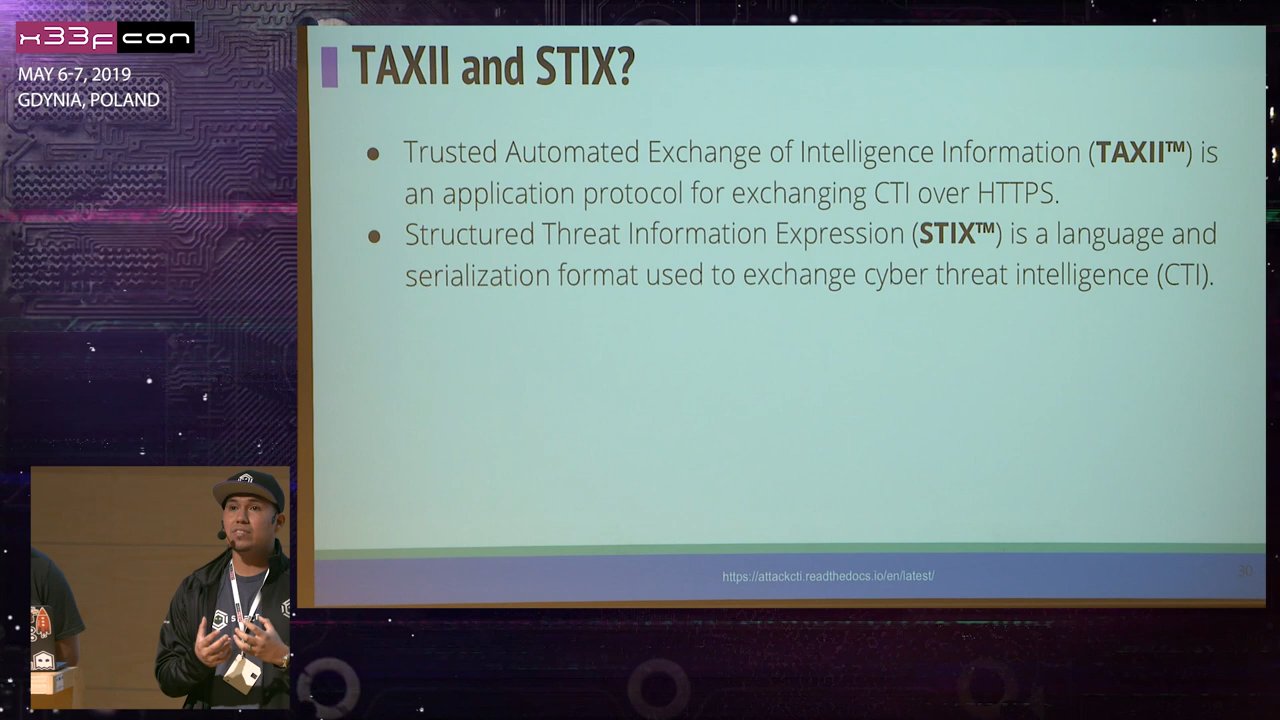 x33fcon
MAY 6-7, 2019
GDYNIA, POLAND
TAXII and STIX?
● Trusted Automated Exchange of Intelligence Information (TAXII™) is
an application protocol for exchanging CTI over HTTPS.
● Structured Threat Information Expression (STIX™) is a language and
serialization format used to exchange cyber threat intelligence (CTI).
https://attackcti.readthedocs.io/en/latest/
30